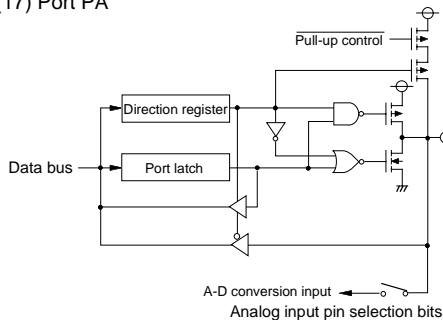 (17) Port PA
Pull-up control
Direction register
Data bus
Port latch
A-D conversion input
Analog input pin selection bits